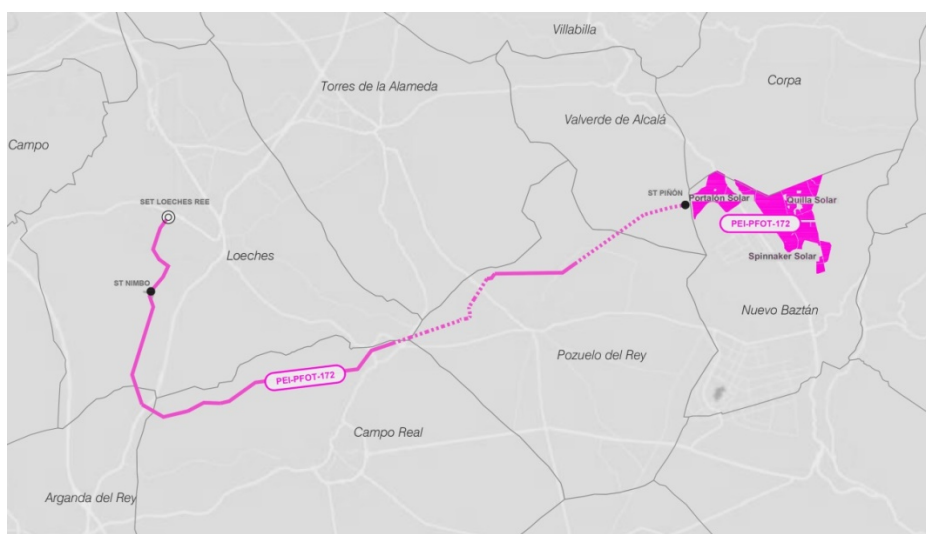 Villabilla
Corpa
Torres de la Alameda
Valverde de Alcalá
Campo
ST PIÑÓN
Portalón Solar
Quilla Solar
SET LOECHES REE
PEI-PFOT-172
Loeches
Spinnaker Solar
ST NIMBO
Nuevo Baztán
Pozuelo del Rey
PEI-PFOT-172
Campo Real
Arganda del Rey